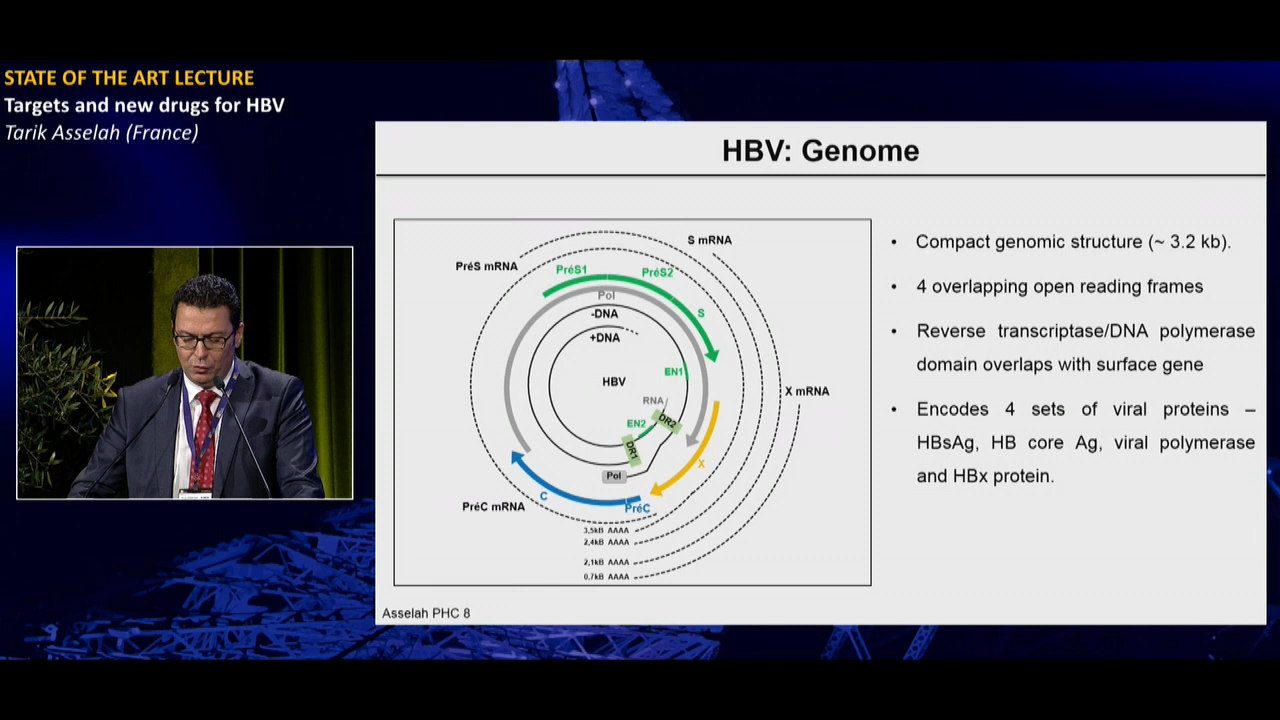 STATE OF THE ART LECTURE
Targets and new drugs for HBV
Tarik Asselah (France)
HBV: Genome
S mRNA
PréS mRNA
PréS1
PréS2
Pol
-DNA
S
+DNA
EN1
HBV
X mRNA
RNA
DR2
EN2
DR1
X
Pol
C
PréC mRNA
PréC
3,5kB AAAA
2,4kB AAAA
2,1kB AAAA
0,7kB AAAA
• Compact genomic structure (~ 3.2 kb).
• 4 overlapping open reading frames
• Reverse transcriptase/DNA polymerase
domain overlaps with surface gene
• Encodes 4 sets of viral proteins –
HBsAg, HB core Ag, viral polymerase
and HBx protein.
Asselah PHC 8